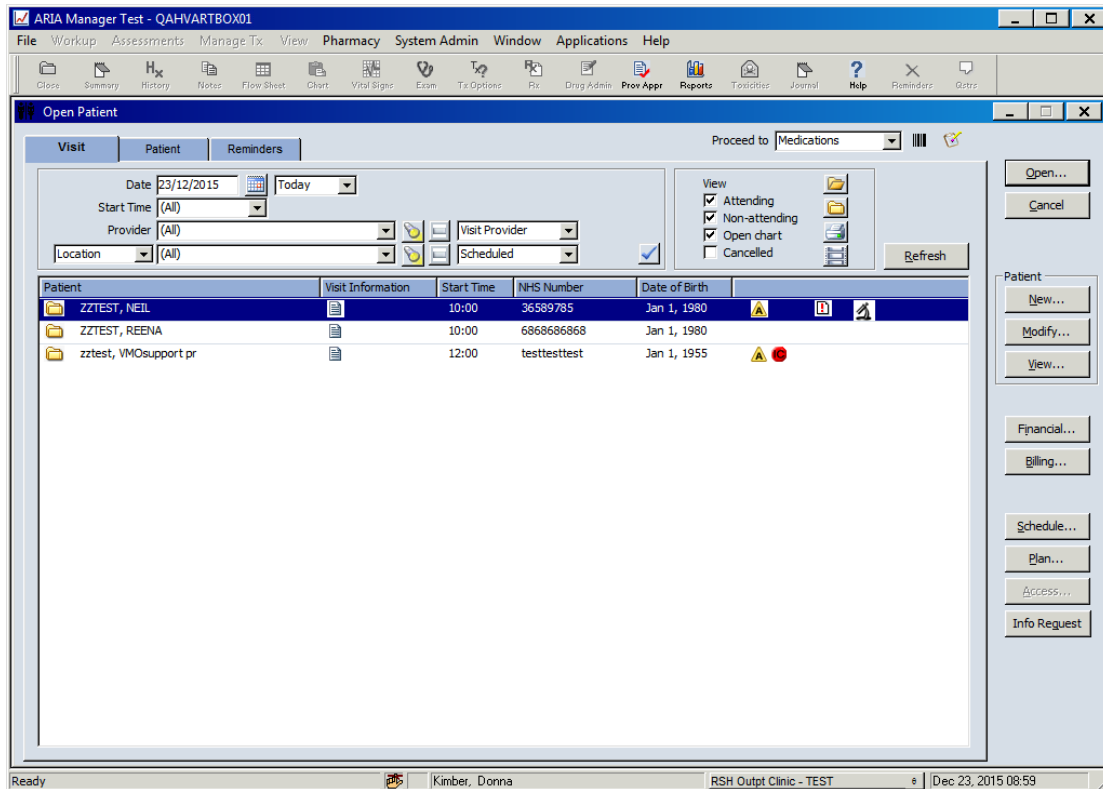 ARIA Manager Test - QAHVARTBOX01
File Workup Assessments Manage Tx View Pharmacy System Admin Window Applications Help
Close Summary History Notes Flow Sheet Chart Vital Signs Exam Tx Options Rx Drug Admin Prov Appr Reports Toxicities Journal Help Reminders Qstrs
Open Patient
Visit Patient Reminders Proceed to Medications
Date 23/12/2015 Today
Start Time (All)
Provider (All) Visit Provider
Location (All) Scheduled
View
Attending
Non-attending
Open chart
Cancelled
Refresh
Open...
Cancel
Patient Visit Information Start Time NHS Number Date of Birth
ZZTEST, NEIL 10:00 36589785 Jan 1, 1980 A
ZZTEST, REENA 10:00 6868686868 Jan 1, 1980
zztest, VMOsupport pr 12:00 testtesttest Jan 1, 1955 A IC
Patient
New...
Modify...
View...
Financial...
Billing...
Schedule...
Plan...
Access...
Info Request
Ready Kimber, Donna RSH Outpt Clinic - TEST Dec 23, 2015 08:59